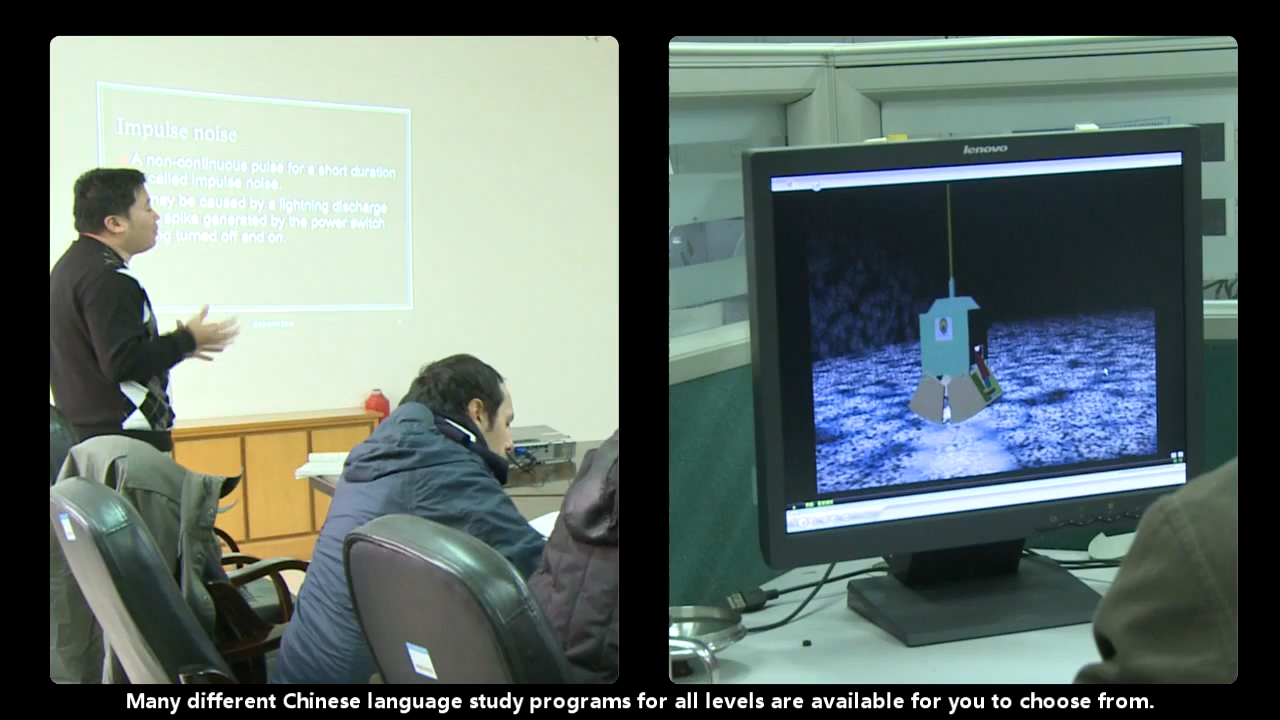 Impulse noise
A non-continuous pulse for a short duration
called impulse noise.
may be caused by a lightning discharge
spike generated by the power switch
turned off and on.
lenovo
Many different Chinese language study programs for all levels are available for you to choose from.